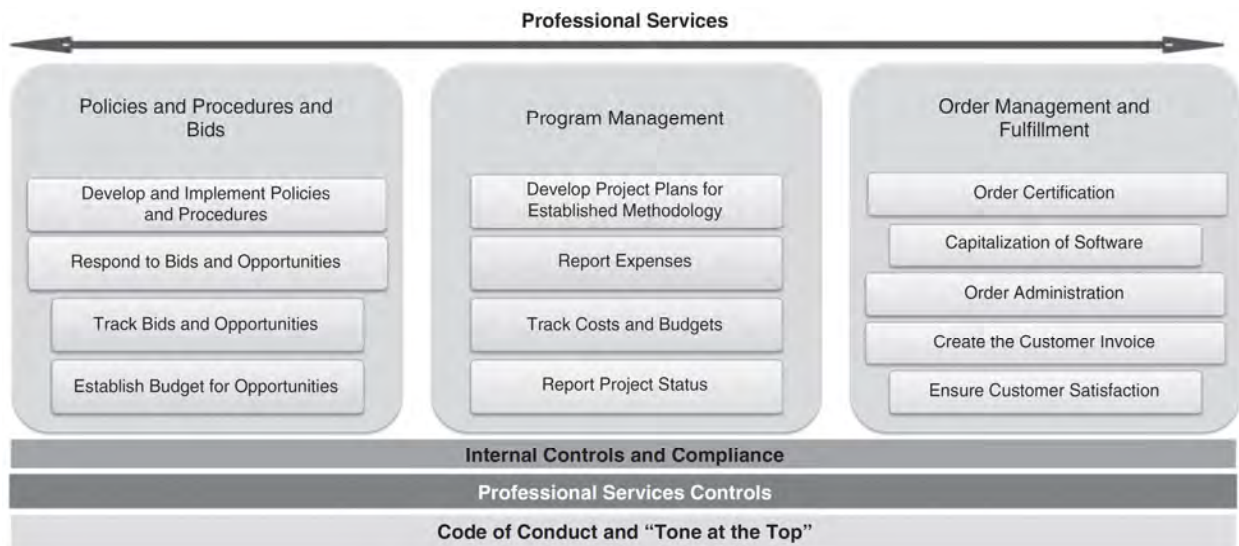 Professional Services
Policies and Procedures and
Bids
Develop and Implement Policies
and Procedures
Respond to Bids and Opportunities
Track Bids and Opportunities
Establish Budget for Opportunities
Program Management
Develop Project Plans for
Established Methodology
Report Expenses
Track Costs and Budgets
Report Project Status
Order Management and
Fulfillment
Order Certification
Capitalization of Software
Order Administration
Create the Customer Invoice
Ensure Customer Satisfaction
Internal Controls and Compliance
Professional Services Controls
Code of Conduct and “Tone at the Top”